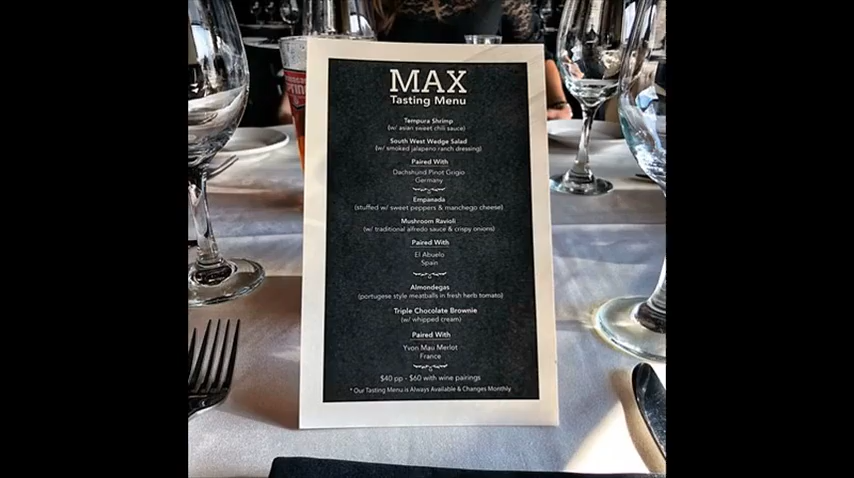 MAX
Tasting Menu
Tempura Shrimp
(w/ asian sweet chili sauce)
South West Wedge Salad
(w/ smoked jalapeno ranch dressing)
Paired With
Dachshund Pinot Grigio
Germany
Empanada
(stuffed w/ sweet peppers & manchego cheese)
Mushroom Ravioli
(w/ traditional alfredo sauce & crispy onions)
Paired With
El Abuelo
Spain
Almondegas
(portugese style meatballs in fresh herb tomato)
Triple Chocolate Brownie
(w/ whipped cream)
Paired With
Yvon Mau Merlot
France
$40 pp - $60 with wine pairings
* Our Tasting Menu is Always Available & Changes Monthly